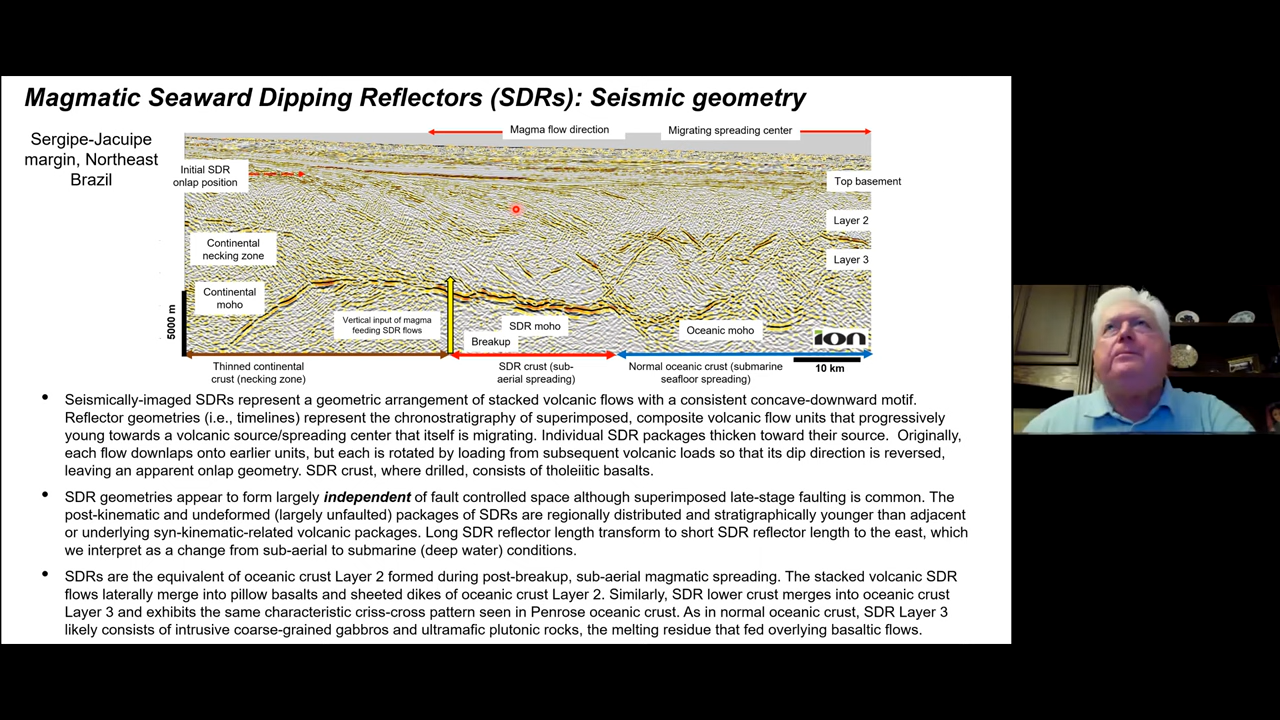 Magmatic Seaward Dipping Reflectors (SDRs): Seismic geometry
Sergipe-Jacuipe
margin, Northeast
Brazil
Magma flow direction
Migrating spreading center
Initial SDR
onlap position
Top basement
Layer 2
Continental
necking zone
Layer 3
Continental
moho
5000 m
Vertical input of magma
feeding SDR flows
SDR moho
Breakup
Oceanic moho
ion
10 km
Thinned continental
crust (necking zone)
SDR crust (sub-
aerial spreading)
Normal oceanic crust (submarine
seafloor spreading)
• Seismically-imaged SDRs represent a geometric arrangement of stacked volcanic flows with a consistent concave-downward motif.
Reflector geometries (i.e., timelines) represent the chronostratigraphy of superimposed, composite volcanic flow units that progressively
young towards a volcanic source/spreading center that itself is migrating. Individual SDR packages thicken toward their source. Originally,
each flow downlaps onto earlier units, but each is rotated by loading from subsequent volcanic loads so that its dip direction is reversed,
leaving an apparent onlap geometry. SDR crust, where drilled, consists of tholeiitic basalts.
• SDR geometries appear to form largely independent of fault controlled space although superimposed late-stage faulting is common. The
post-kinematic and undeformed (largely unfaulted) packages of SDRs are regionally distributed and stratigraphically younger than adjacent
or underlying syn-kinematic-related volcanic packages. Long SDR reflector length transform to short SDR reflector length to the east, which
we interpret as a change from sub-aerial to submarine (deep water) conditions.
• SDRs are the equivalent of oceanic crust Layer 2 formed during post-breakup, sub-aerial magmatic spreading. The stacked volcanic SDR
flows laterally merge into pillow basalts and sheeted dikes of oceanic crust Layer 2. Similarly, SDR lower crust merges into oceanic crust
Layer 3 and exhibits the same characteristic criss-cross pattern seen in Penrose oceanic crust. As in normal oceanic crust, SDR Layer 3
likely consists of intrusive coarse-grained gabbros and ultramafic plutonic rocks, the melting residue that fed overlying basaltic flows.